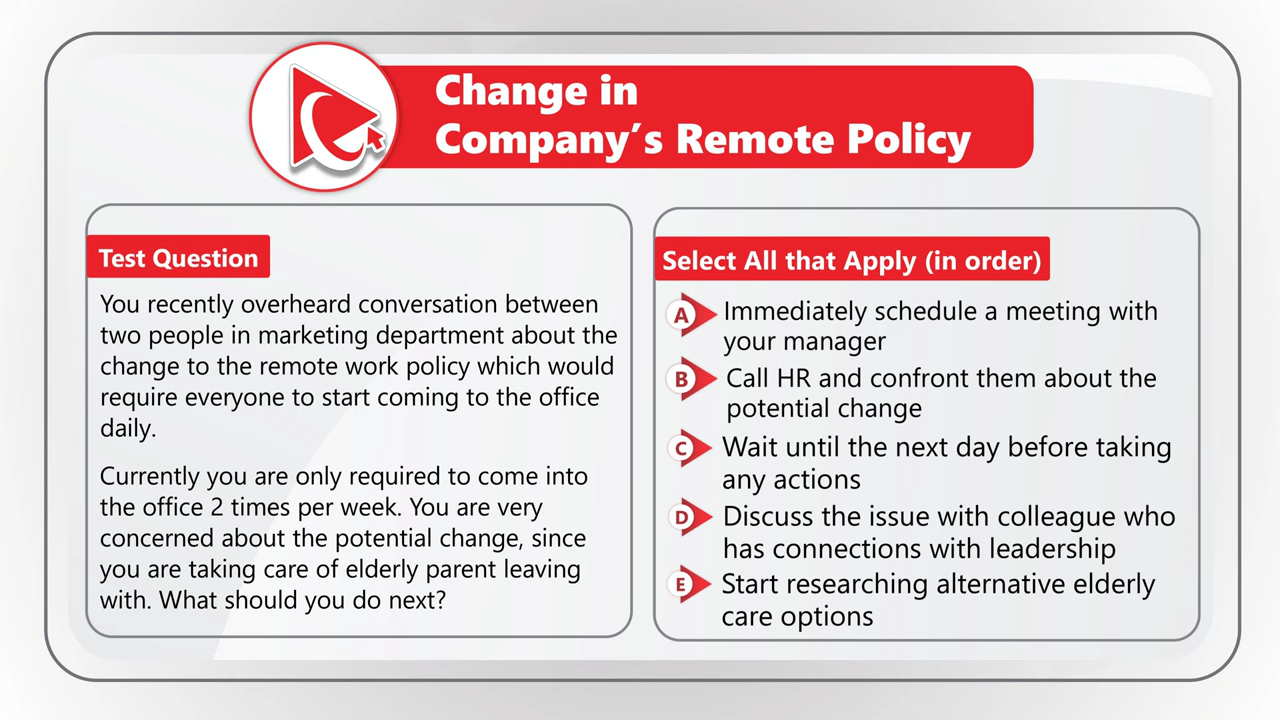 Change in
Company's Remote Policy
Test Question
You recently overheard conversation between
two people in marketing department about the
change to the remote work policy which would
require everyone to start coming to the office
daily.
Currently you are only required to come into
the office 2 times per week. You are very
concerned about the potential change, since
you are taking care of elderly parent leaving
with. What should you do next?
Select All that Apply (in order)
A Immediately schedule a meeting with
your manager
B Call HR and confront them about the
potential change
C Wait until the next day before taking
any actions
D Discuss the issue with colleague who
has connections with leadership
E Start researching alternative elderly
care options